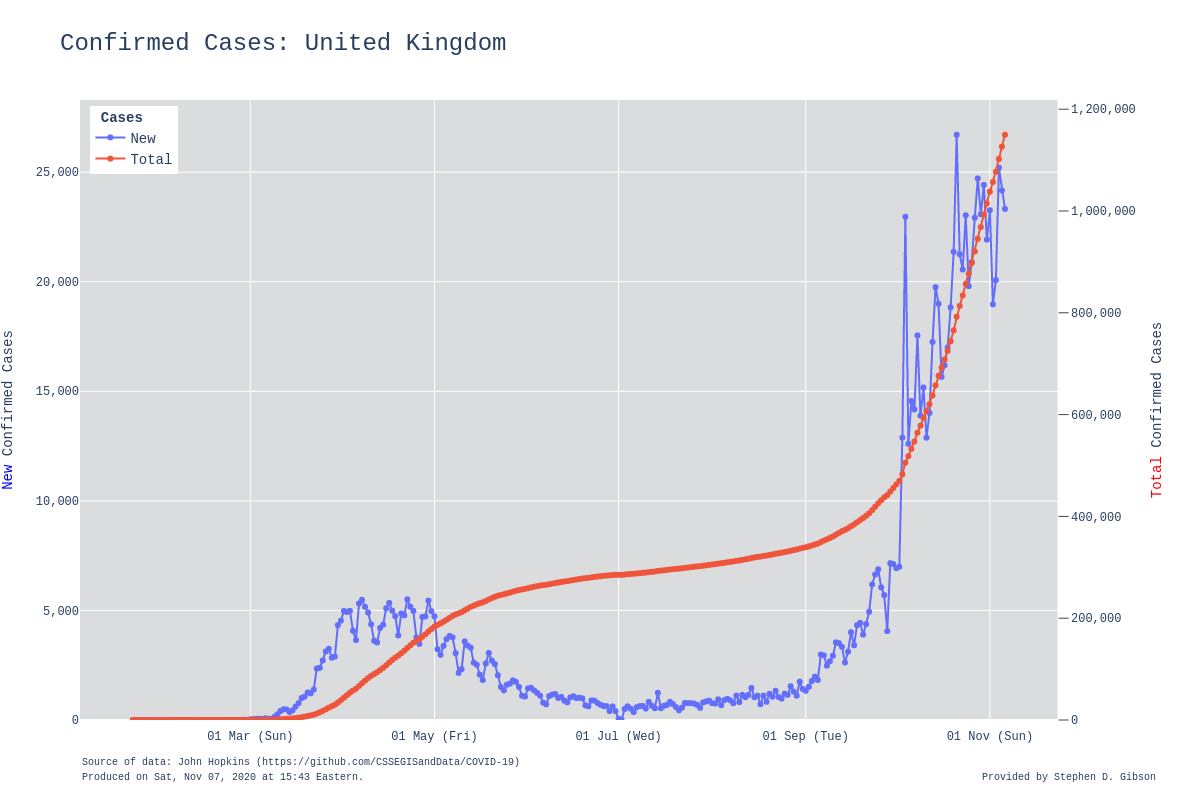 Confirmed Cases: United Kingdom
Cases
New
Total
25,000
20,000
15,000
10,000
5,000
0
New Confirmed Cases
1,200,000
1,000,000
800,000
600,000
400,000
200,000
0
Total Confirmed Cases
01 Mar (Sun) 01 May (Fri) 01 Jul (Wed) 01 Sep (Tue) 01 Nov (Sun)
Source of data: John Hopkins (https://github.com/CSSEGISandData/COVID-19)
Produced on Sat, Nov 07, 2020 at 15:43 Eastern.
Provided by Stephen D. Gibson